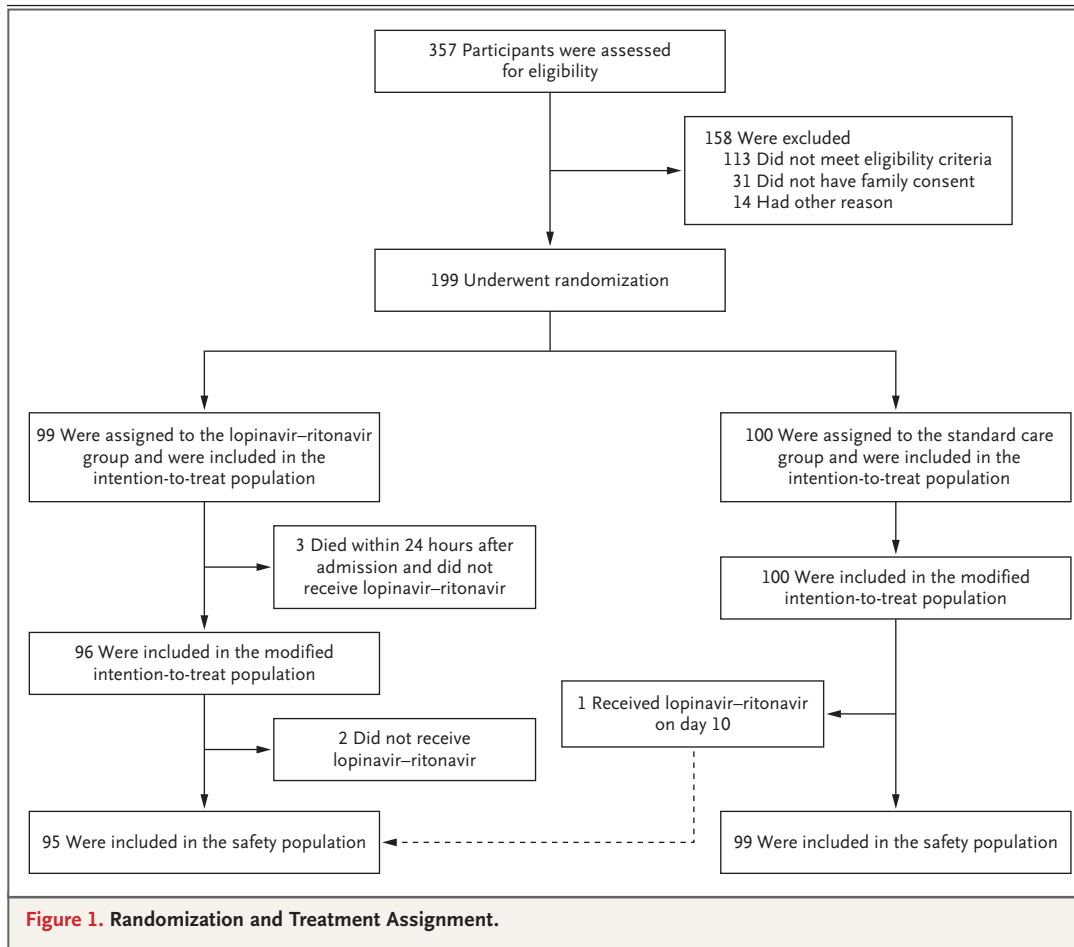 357 Participants were assessed
for eligibility
158 Were excluded
113 Did not meet eligibility criteria
31 Did not have family consent
14 Had other reason
199 Underwent randomization
99 Were assigned to the lopinavir–ritonavir
group and were included in the
intention-to-treat population
100 Were assigned to the standard care
group and were included in the
intention-to-treat population
3 Died within 24 hours after
admission and did not
receive lopinavir–ritonavir
100 Were included in the modified
intention-to-treat population
96 Were included in the modified
intention-to-treat population
1 Received lopinavir–ritonavir
on day 10
2 Did not receive
lopinavir–ritonavir
95 Were included in the safety population
99 Were included in the safety population
Figure 1. Randomization and Treatment Assignment.